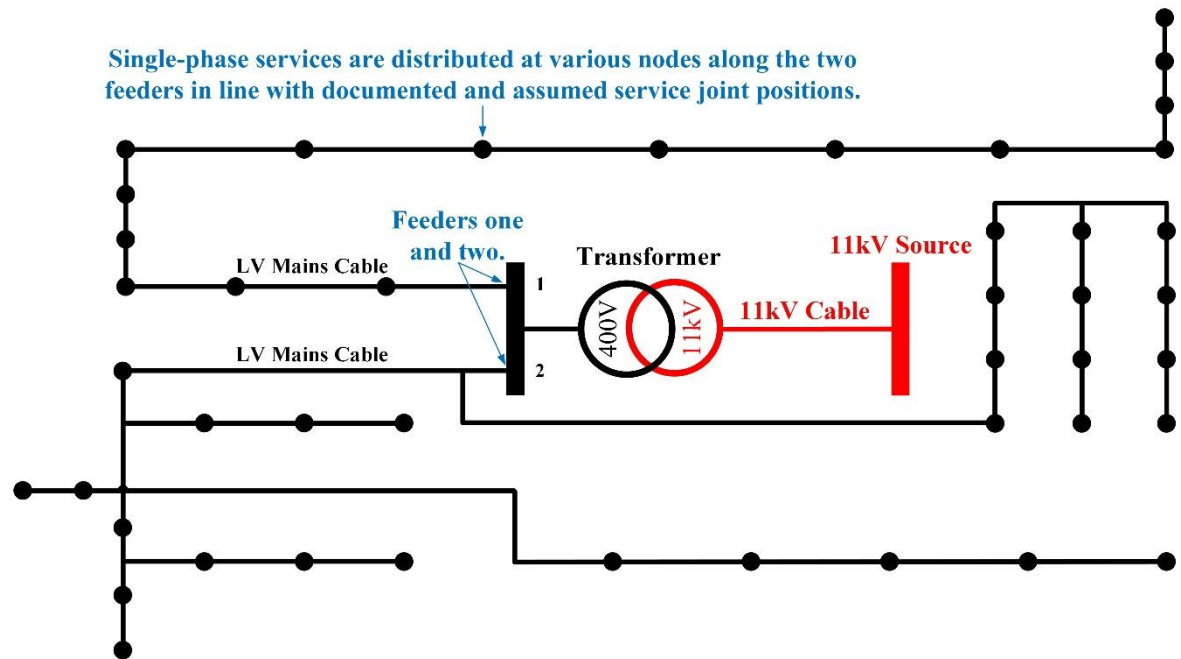 Single-phase services are distributed at various nodes along the two
feeders in line with documented and assumed service joint positions.
Feeders one
and two.
LV Mains Cable
1
Transformer
11kV Source
400V
11kV
11kV Cable
LV Mains Cable
2